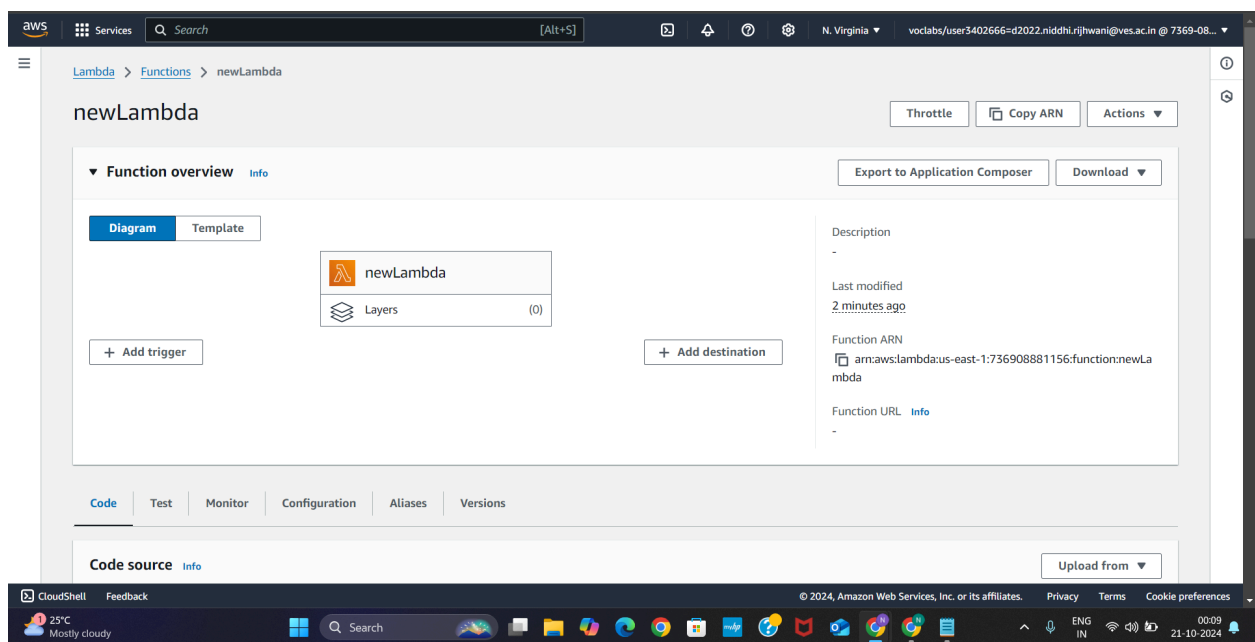 aws
Services
Search
[Alt+S]
N. Virginia ▼
voclabs/user3402666=d2022.niddhi.rijhwani@ves.ac.in @ 7369-08... ▼
Lambda > Functions > newLambda
newLambda
Throttle
Copy ARN
Actions ▼
▼ Function overview Info
Export to Application Composer
Download ▼
Diagram
Template
newLambda
Layers
(0)
+ Add trigger
+ Add destination
Description
-
Last modified
2 minutes ago
Function ARN
arn:aws:lambda:us-east-1:736908881156:function:newLa
mbda
Function URL Info
-
Code
Test
Monitor
Configuration
Aliases
Versions
Code source Info
Upload from ▼
CloudShell
Feedback
© 2024, Amazon Web Services, Inc. or its affiliates.
Privacy
Terms
Cookie preferences
1
25°C
Mostly cloudy
Search
ENG
IN
00:09
21-10-2024